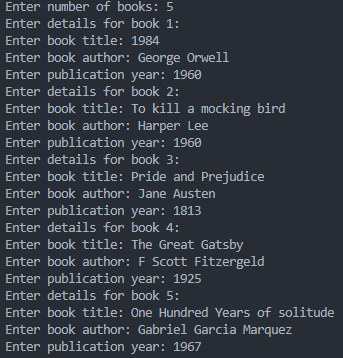 Enter number of books: 5
Enter details for book 1:
Enter book title: 1984
Enter book author: George Orwell
Enter publication year: 1960
Enter details for book 2:
Enter book title: To kill a mocking bird
Enter book author: Harper Lee
Enter publication year: 1960
Enter details for book 3:
Enter book title: Pride and Prejudice
Enter book author: Jane Austen
Enter publication year: 1813
Enter details for book 4:
Enter book title: The Great Gatsby
Enter book author: F Scott Fitzergeld
Enter publication year: 1925
Enter details for book 5:
Enter book title: One Hundred Years of solitude
Enter book author: Gabriel Garcia Marquez
Enter publication year: 1967